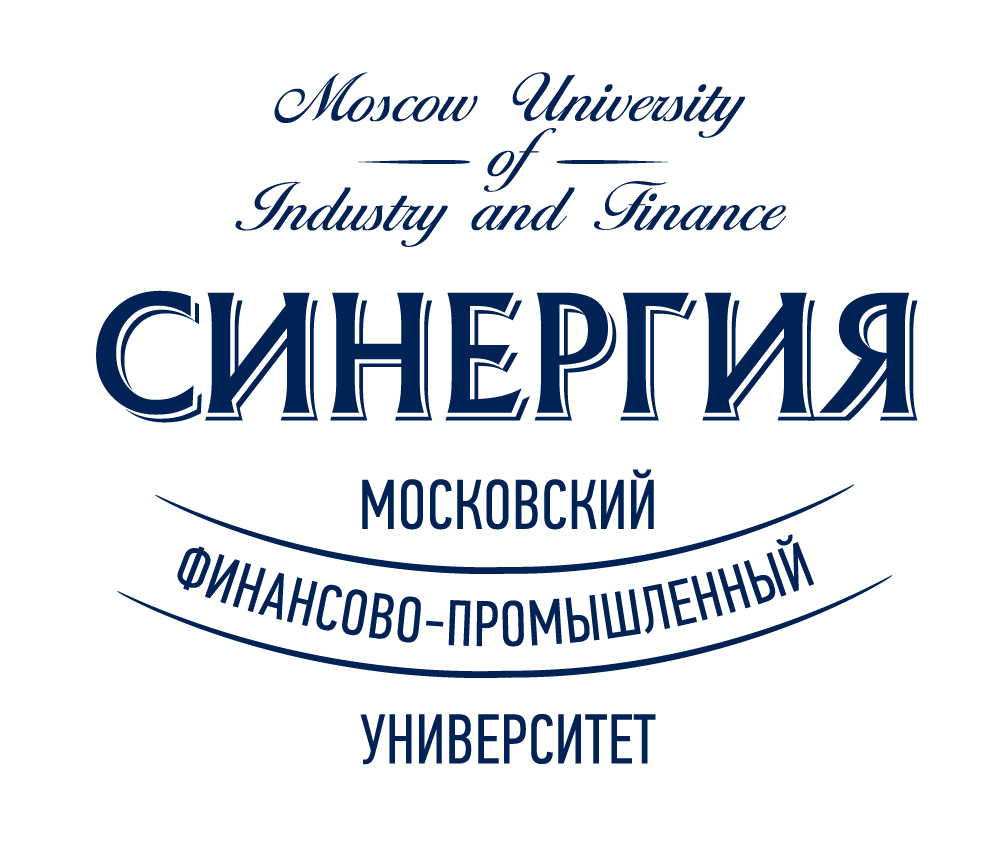 Moscow University
of
Industry and Finance
СИНЕРГИЯ
МОСКОВСКИЙ
ФИНАНСОВО-ПРОМЫШЛЕННЫЙ
УНИВЕРСИТЕТ